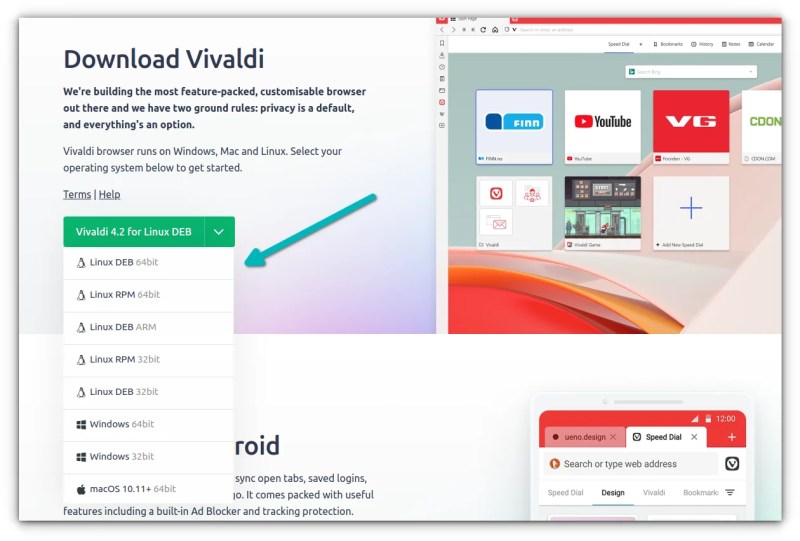 Download Vivaldi
We're building the most feature-packed, customisable browser
out there and we have two ground rules: privacy is a default,
and everything's an option.
Vivaldi browser runs on Windows, Mac and Linux. Select your
operating system below to get started.
Terms | Help
Vivaldi 4.2 for Linux DEB
Linux DEB 64bit
Linux RPM 64bit
Linux DEB ARM
Linux RPM 32bit
Linux DEB 32bit
Windows 64bit
Windows 32bit
macOS 10.11+ 64bit
roid
sync open tabs, saved logins,
go. It comes packed with useful
features including a built-in Ad Blocker and tracking protection.
Speed Dial
Bookmarks
History
Notes
Calendar
Search Bing
FINN
YouTube
VG
CDON
FINN.no
YouTube
Forsiden - VG
CDON.COM
Vivaldi
Vivaldi Game
Add New Speed Dial
12:00
ueno.design
Speed Dial
Search or type web address
Speed Dial
Design
Vivaldi
Bookmark